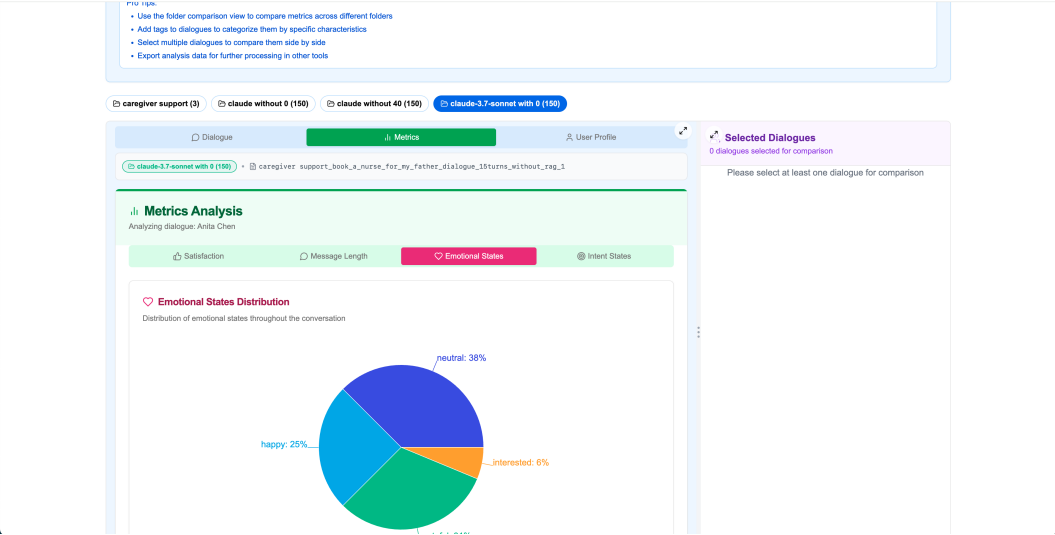 Pro Tips:
• Use the folder comparison view to compare metrics across different folders
• Add tags to dialogues to categorize them by specific characteristics
• Select multiple dialogues to compare them side by side
• Export analysis data for further processing in other tools
caregiver support (3) claude without 0 (150) claude without 40 (150) claude-3.7-sonnet with 0 (150)
Dialogue Metrics User Profile
claude-3.7-sonnet with 0 (150) • caregiver support_book_a_nurse_for_my_father_dialogue_15turns_without_rag_1
Metrics Analysis
Analyzing dialogue: Anita Chen
Satisfaction Message Length Emotional States Intent States
Emotional States Distribution
Distribution of emotional states throughout the conversation
neutral: 38%
happy: 25%
interested: 6%
Selected Dialogues
0 dialogues selected for comparison
Please select at least one dialogue for comparison